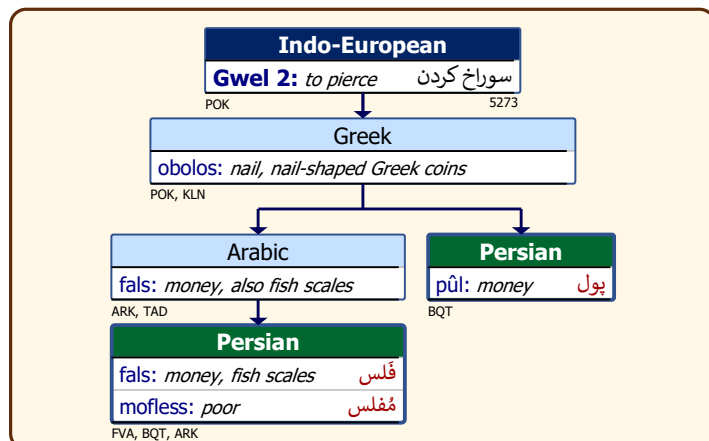 Indo-European
Gwel 2: to pierce سوراخ کردن
POK 5273
Greek
obolos: nail, nail-shaped Greek coins
POK, KLN
Arabic
fals: money, also fish scales
ARK, TAD
Persian
pûl: money پول
BQT
Persian
fals: money, fish scales فَلس
mofless: poor مُفلس
FVA, BQT, ARK